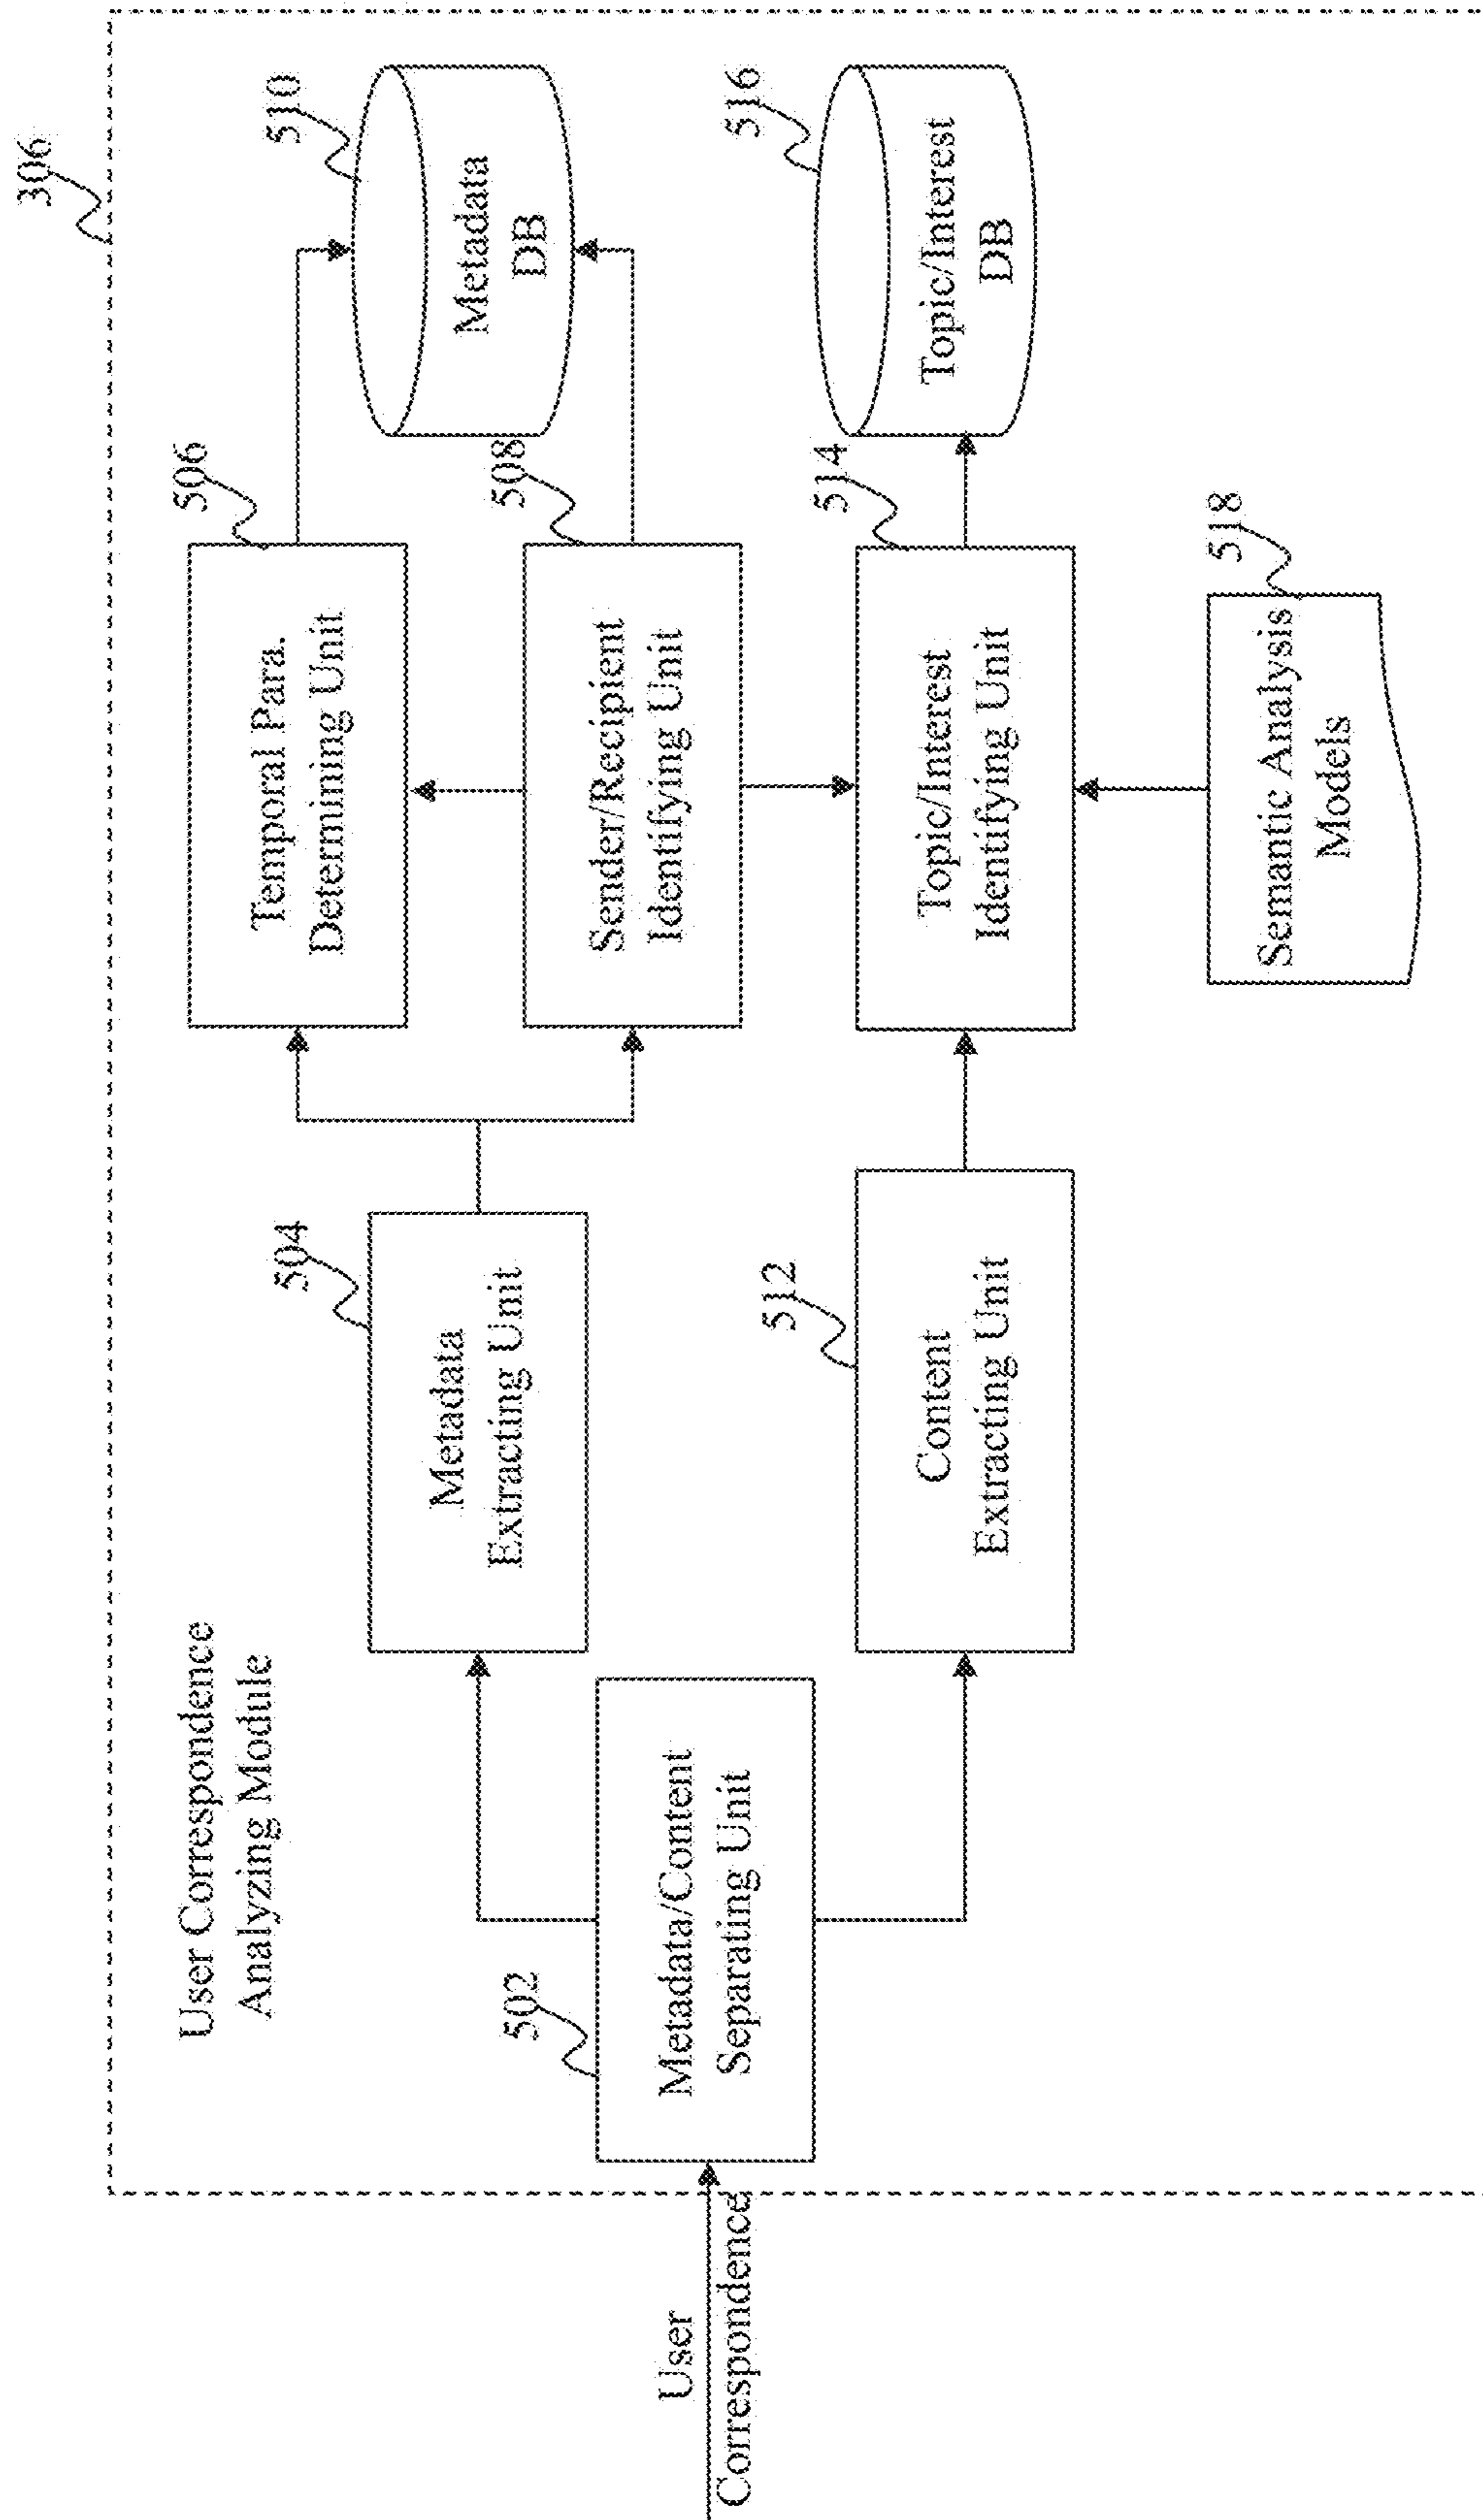 306
User Correspondence
Analyzing Module
User
Correspondence
502
Metadata/Content
Separating Unit
504
Metadata
Extracting Unit
506
Temporal Para.
Determining Unit
508
Sender/Recipient
Identifying Unit
510
Metadata
DB
512
Content
Extracting Unit
514
Topic/Interest
Identifying Unit
516
Topic/Interest
DB
518
Semantic Analysis
Models